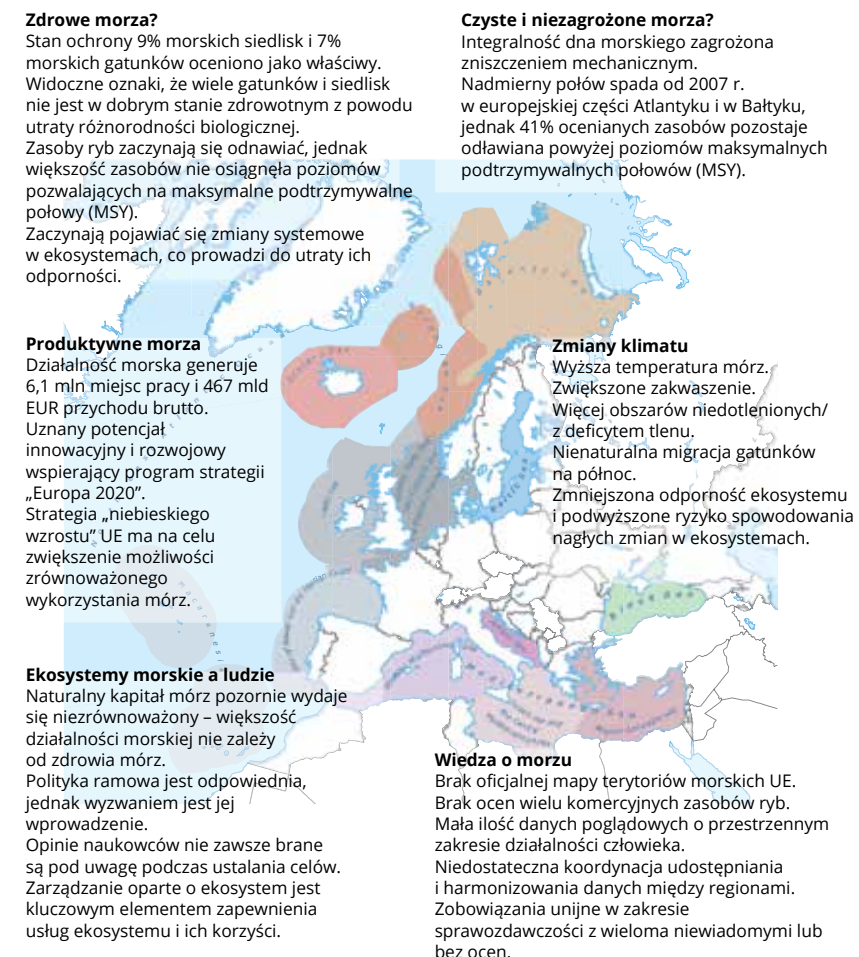 Zdrowe morza?
Stan ochrony 9% morskich siedlisk i 7%
morskich gatunków oceniono jako właściwy.
Widoczne oznaki, że wiele gatunków i siedlisk
nie jest w dobrym stanie zdrowotnym z powodu
utraty różnorodności biologicznej.
Zasoby ryb zaczynają się odnawiać, jednak
większość zasobów nie osiągnęła poziomów
pozwalających na maksymalne podtrzymywalne
połowy (MSY).
Zaczynają pojawiać się zmiany systemowe
w ekosystemach, co prowadzi do utraty ich
odporności.
Czyste i niezagrożone morza?
Integralność dna morskiego zagrożona
zniszczeniem mechanicznym.
Nadmierny połów spada od 2007 r.
w europejskiej części Atlantyku i w Bałtyku,
jednak 41% ocenianych zasobów pozostaje
odławiana powyżej poziomów maksymalnych
podtrzymywalnych połowów (MSY).
Produktywne morza
Działalność morska generuje
6,1 mln miejsc pracy i 467 mld
EUR przychodu brutto.
Uznany potencjał
innowacyjny i rozwojowy
wspierający program strategii
„Europa 2020”.
Strategia „niebieskiego
wzrostu” UE ma na celu
zwiększenie możliwości
zrównoważonego
wykorzystania mórz.
Zmiany klimatu
Wyższa temperatura mórz.
Zwiększone zakwaszenie.
Więcej obszarów niedotlenionych/
z deficytem tlenu.
Nienaturalna migracja gatunków
na północ.
Zmniejszona odporność ekosystemu
i podwyższone ryzyko spowodowania
nagłych zmian w ekosystemach.
Ekosystemy morskie a ludzie
Naturalny kapitał mórz pozornie wydaje
się niezrównoważony – większość
działalności morskiej nie zależy
od zdrowia mórz.
Polityka ramowa jest odpowiednia,
jednak wyzwaniem jest jej
wprowadzenie.
Opinie naukowców nie zawsze brane
są pod uwagę podczas ustalania celów.
Zarządzanie oparte o ekosystem jest
kluczowym elementem zapewnienia
usług ekosystemu i ich korzyści.
Wiedza o morzu
Brak oficjalnej mapy terytoriów morskich UE.
Brak ocen wielu komercyjnych zasobów ryb.
Mała ilość danych poglądowych o przestrzennym
zakresie działalności człowieka.
Niedostateczna koordynacja udostępniania
i harmonizowania danych między regionami.
Zobowiązania unijne w zakresie
sprawozdawczości z wieloma niewiadomymi lub
bez ocen.